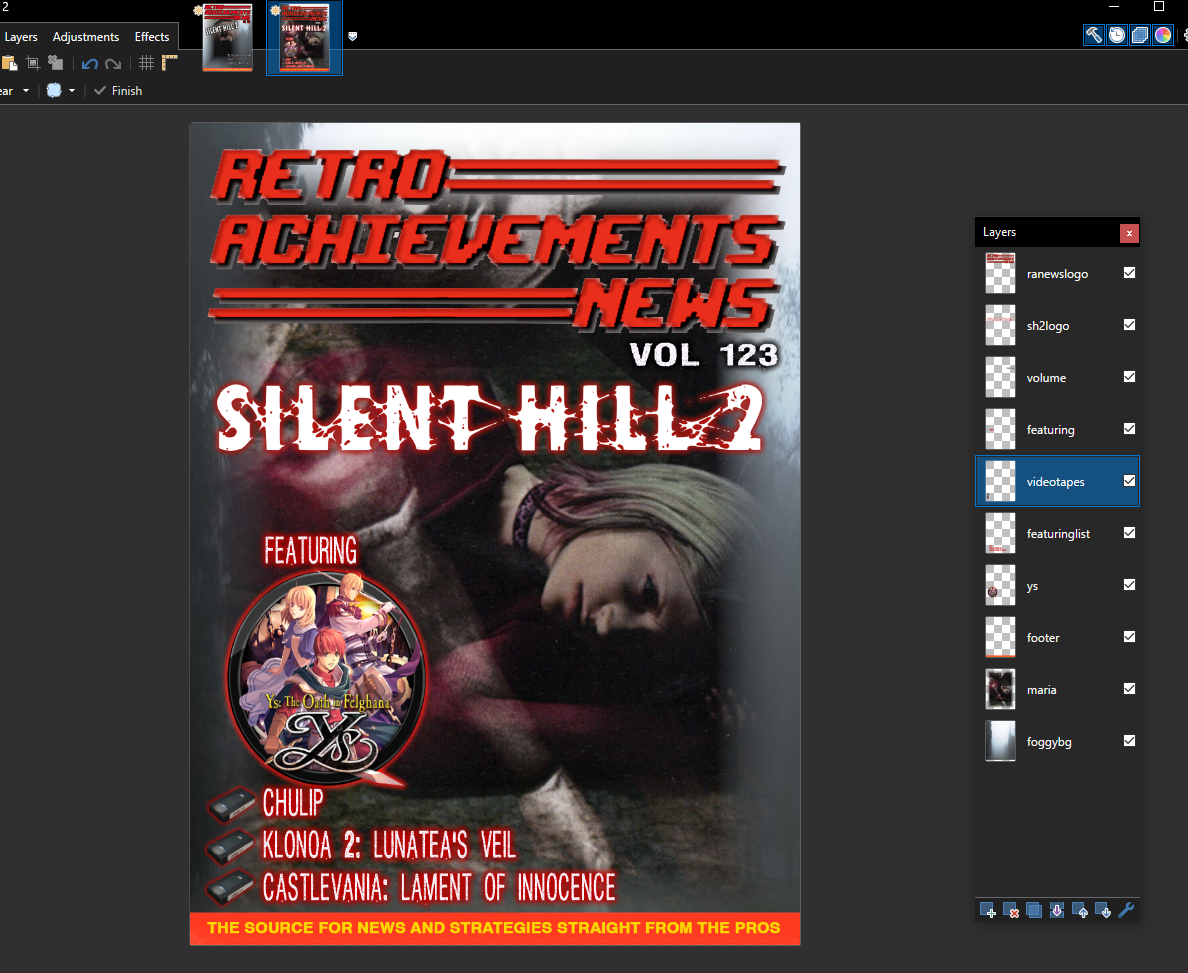 2
Layers Adjustments Effects
ear Finish
RETRO
ACHIEVEMENTS
NEWS
VOL 123
SILENT HILL 2
FEATURING
Ys: The Oath in Felghana
Ys
CHULIP
KLONOA 2: LUNATEA'S VEIL
CASTLEVANIA: LAMENT OF INNOCENCE
THE SOURCE FOR NEWS AND STRATEGIES STRAIGHT FROM THE PROS
Layers
x
ranewslogo
sh2logo
volume
featuring
videotapes
featuringlist
ys
footer
maria
foggybg